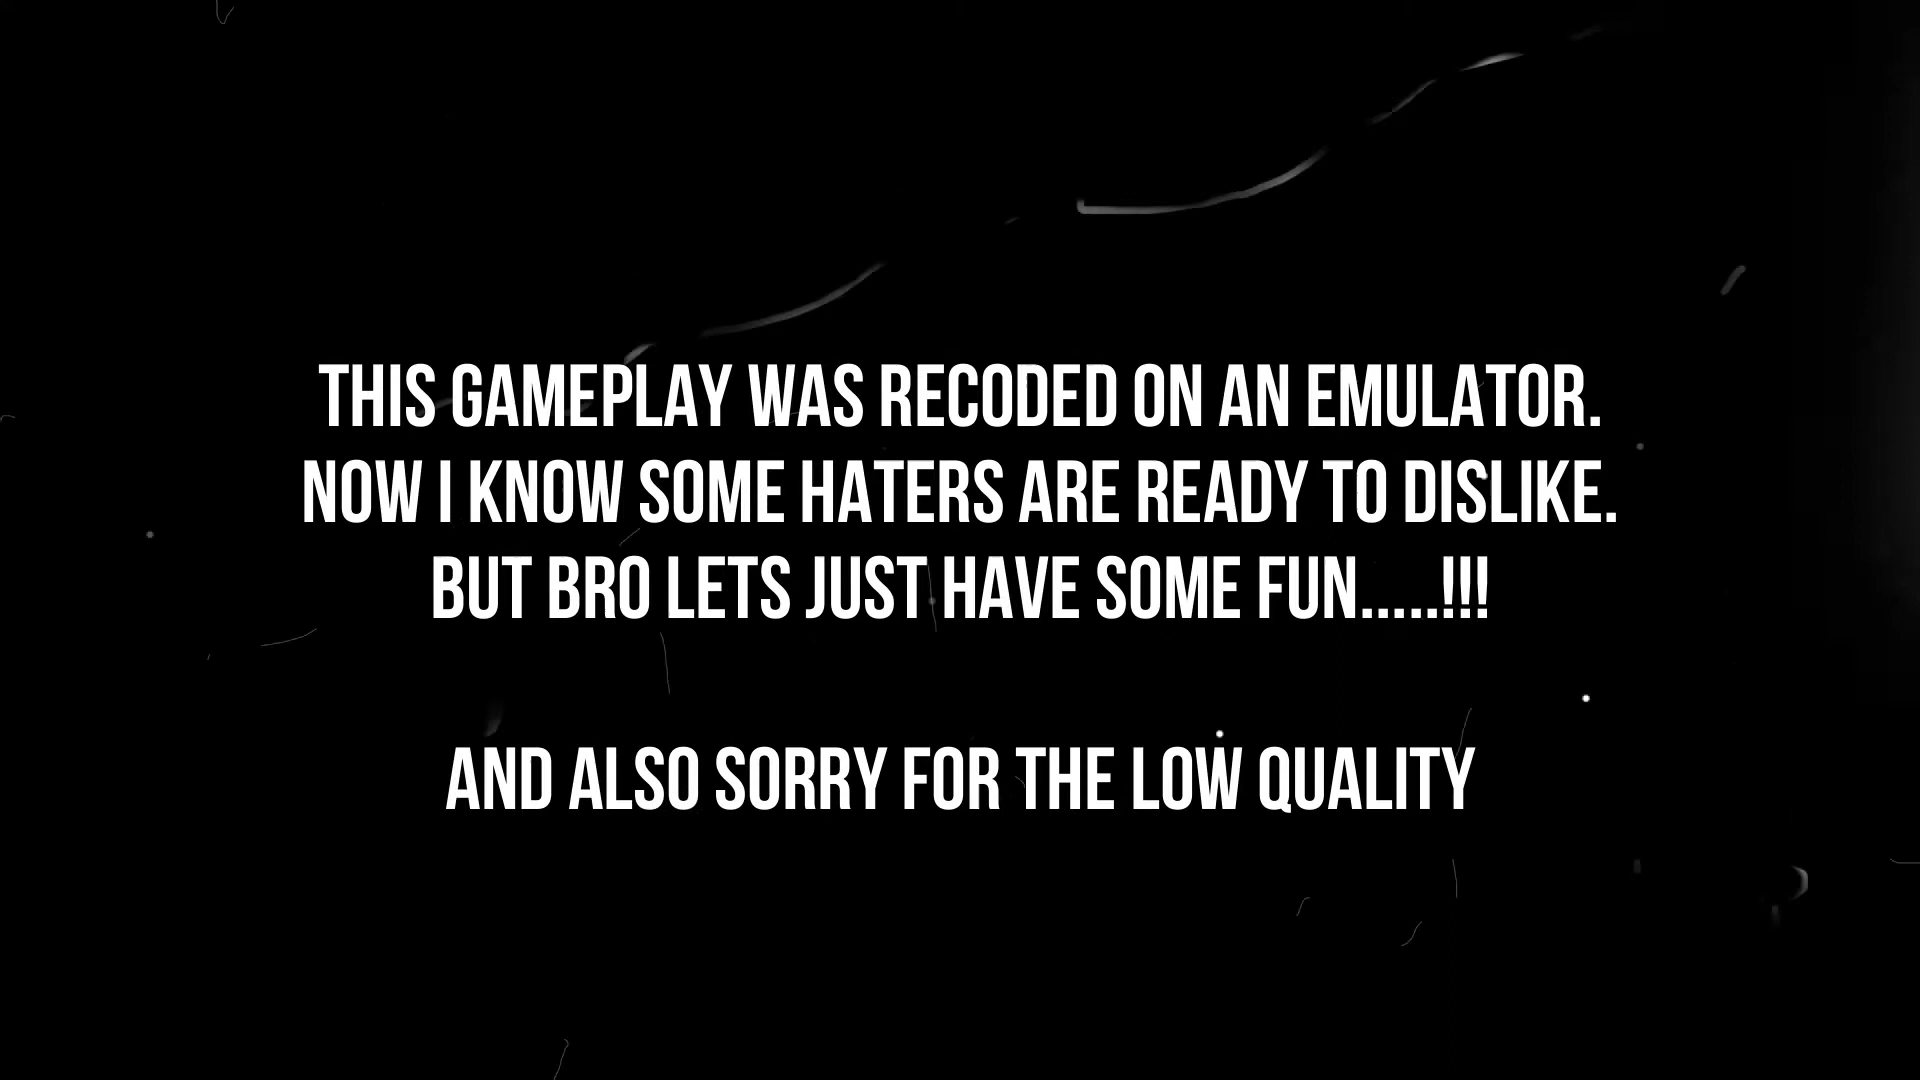 THIS GAMEPLAY WAS RECODED ON AN EMULATOR.
NOW I KNOW SOME HATERS ARE READY TO DISLIKE.
BUT BRO LETS JUST HAVE SOME FUN.....!!!
AND ALSO SORRY FOR THE LOW QUALITY